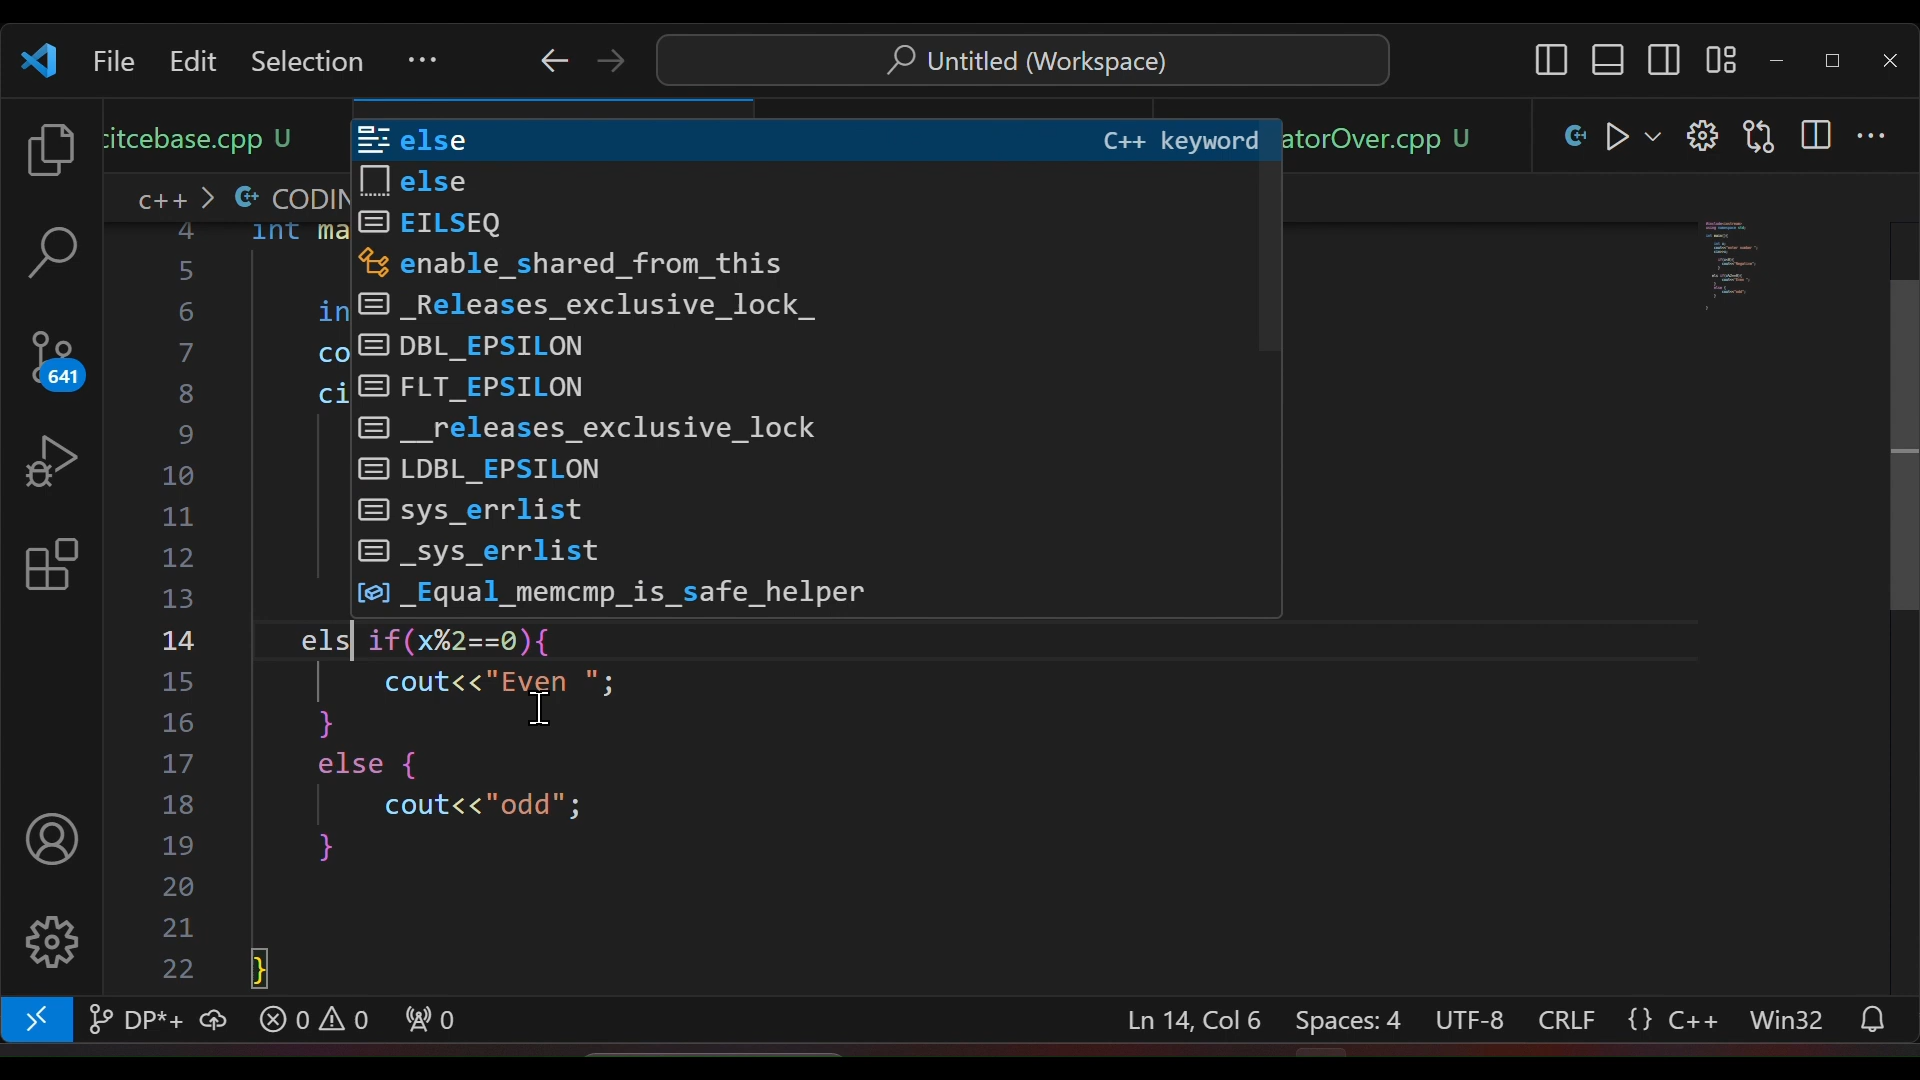 File Edit Selection ··· Untitled (Workspace)
citcebase.cpp U
atorOver.cpp U
c++ > CODIN
else C++ keyword
else
EILSEQ
enable_shared_from_this
_Releases_exclusive_lock_
DBL_EPSILON
FLT_EPSILON
__releases_exclusive_lock
LDBL_EPSILON
sys_errlist
_sys_errlist
_Equal_memcmp_is_safe_helper
4 int ma
5
6 in
7 co
8 ci
9
10
11
12
13
14 els if(x%2==0){
15 cout<<"Even ";
16 }
17 else {
18 cout<<"odd";
19 }
20
21
22 }
641
DP*+ 0 0 0 Ln 14, Col 6 Spaces: 4 UTF-8 CRLF {} C++ Win32